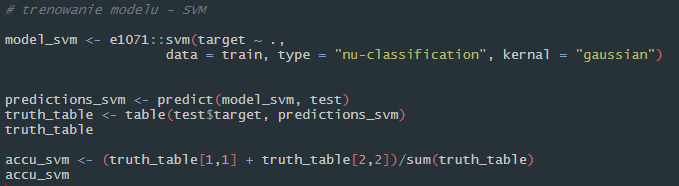 # trenowanie modelu - SVM
model_svm <- e1071::svm(target ~ .,
data = train, type = "nu-classification", kernal = "gaussian")
predictions_svm <- predict(model_svm, test)
truth_table <- table(test$target, predictions_svm)
truth_table
accu_svm <- (truth_table[1,1] + truth_table[2,2])/sum(truth_table)
accu_svm